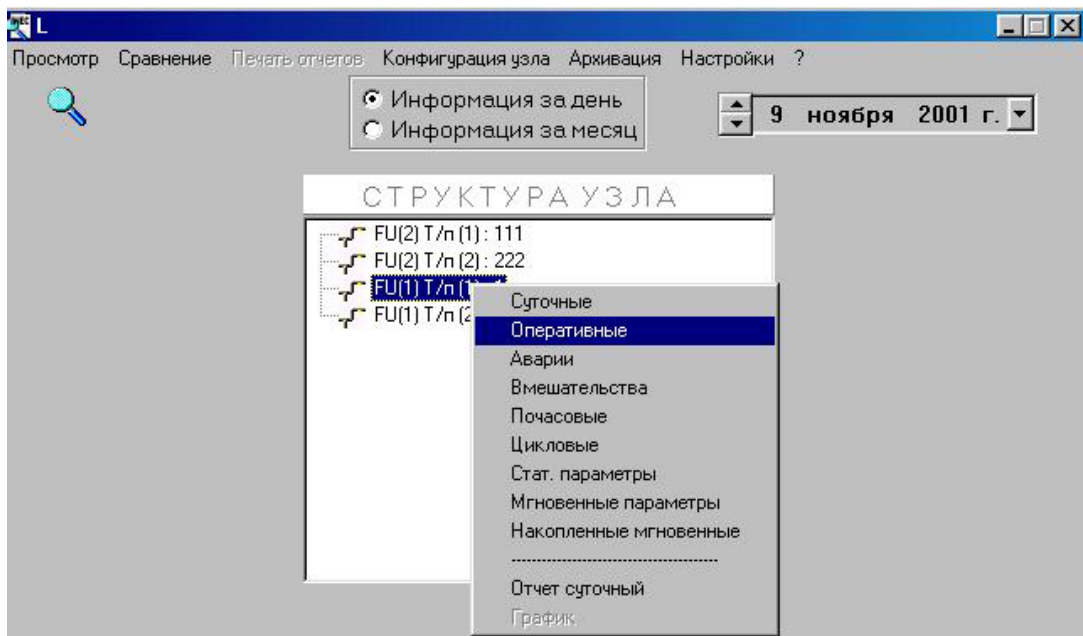 L
Просмотр Сравнение Печать отчетов Конфигурация узла Архивация Настройки ?
Информация за день
Информация за месяц
9 ноября 2001 г.
СТРУКТУРА УЗЛА
FU(2) Т/п (1) : 111
FU(2) Т/п (2) : 222
FU(1) Т/п (1)
FU(1) Т/п (2
Суточные
Оперативные
Аварии
Вмешательства
Почасовые
Цикловые
Стат. параметры
Мгновенные параметры
Накопленные мгновенные
---------------------------------------
Отчет суточный
График